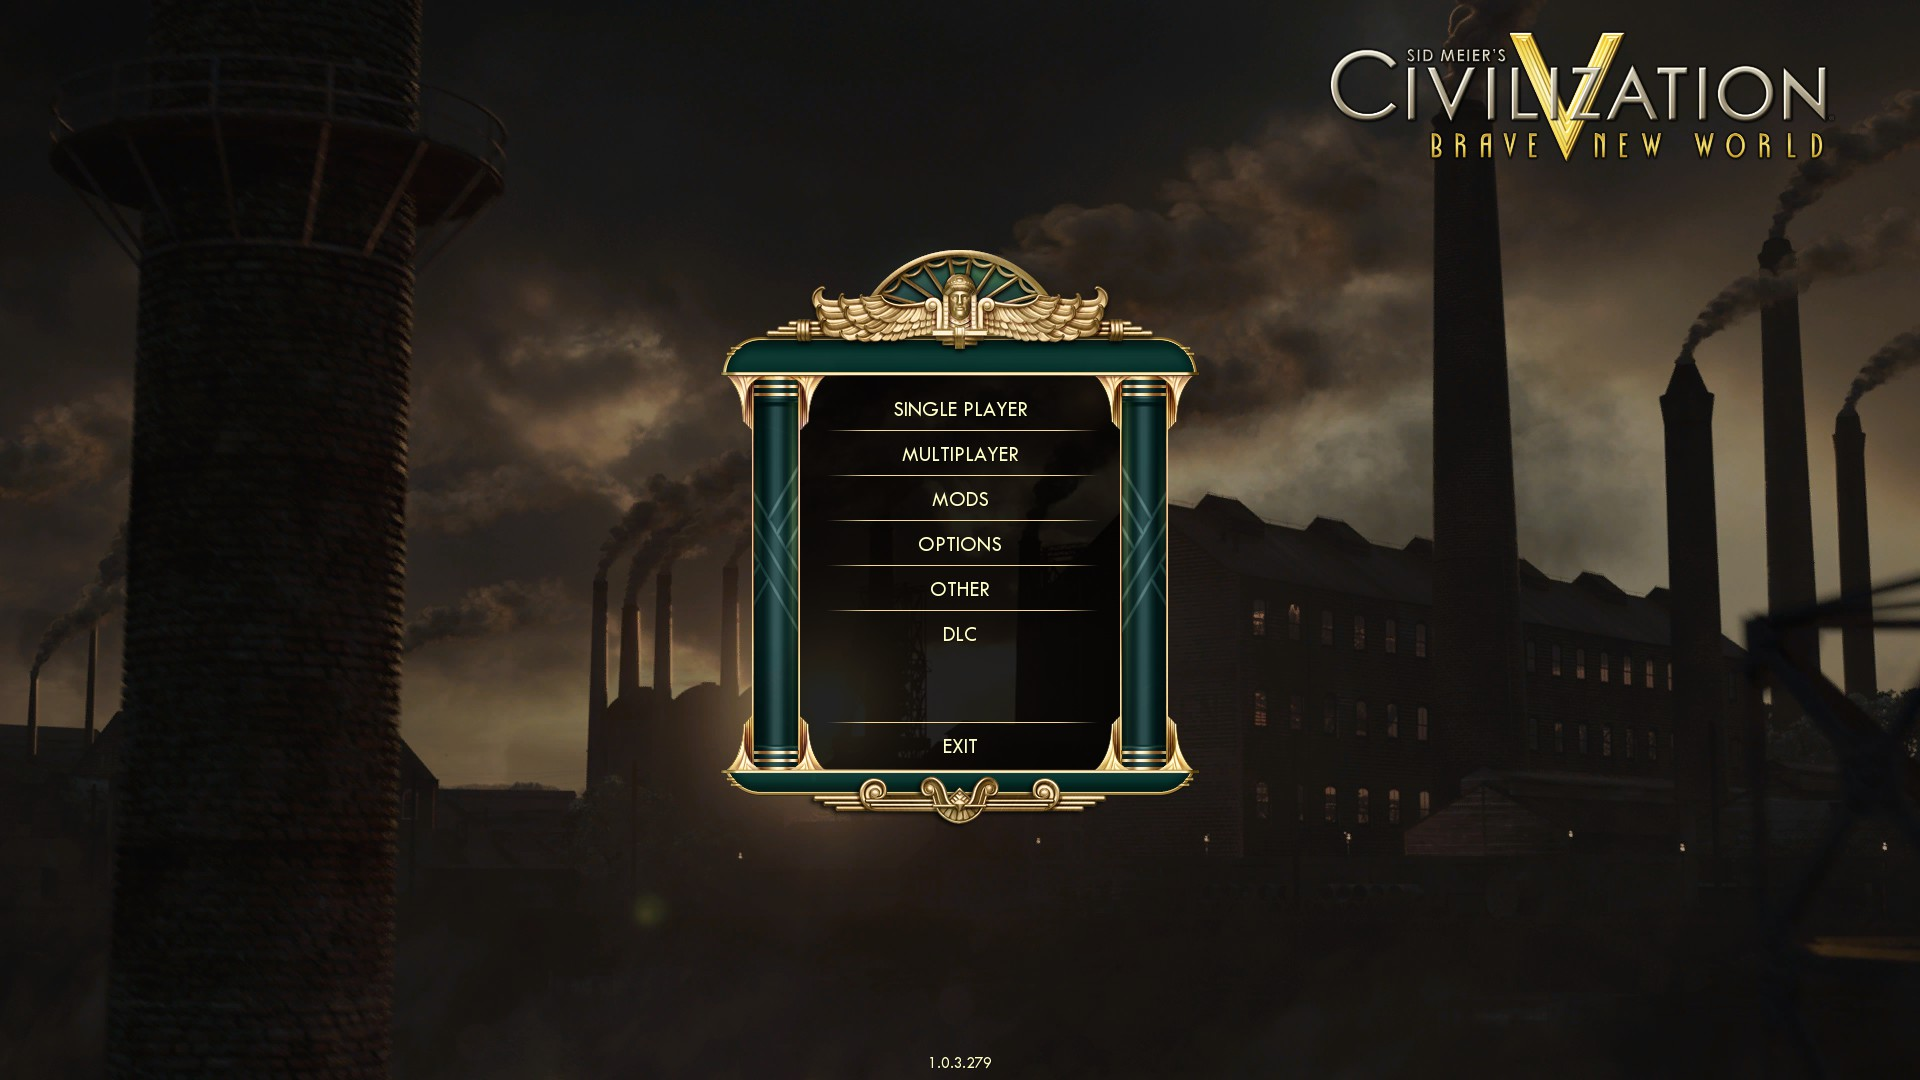 SID MEIER'S
CIVILIZATION V
BRAVE NEW WORLD
SINGLE PLAYER
MULTIPLAYER
MODS
OPTIONS
OTHER
DLC
EXIT
1.0.3.279